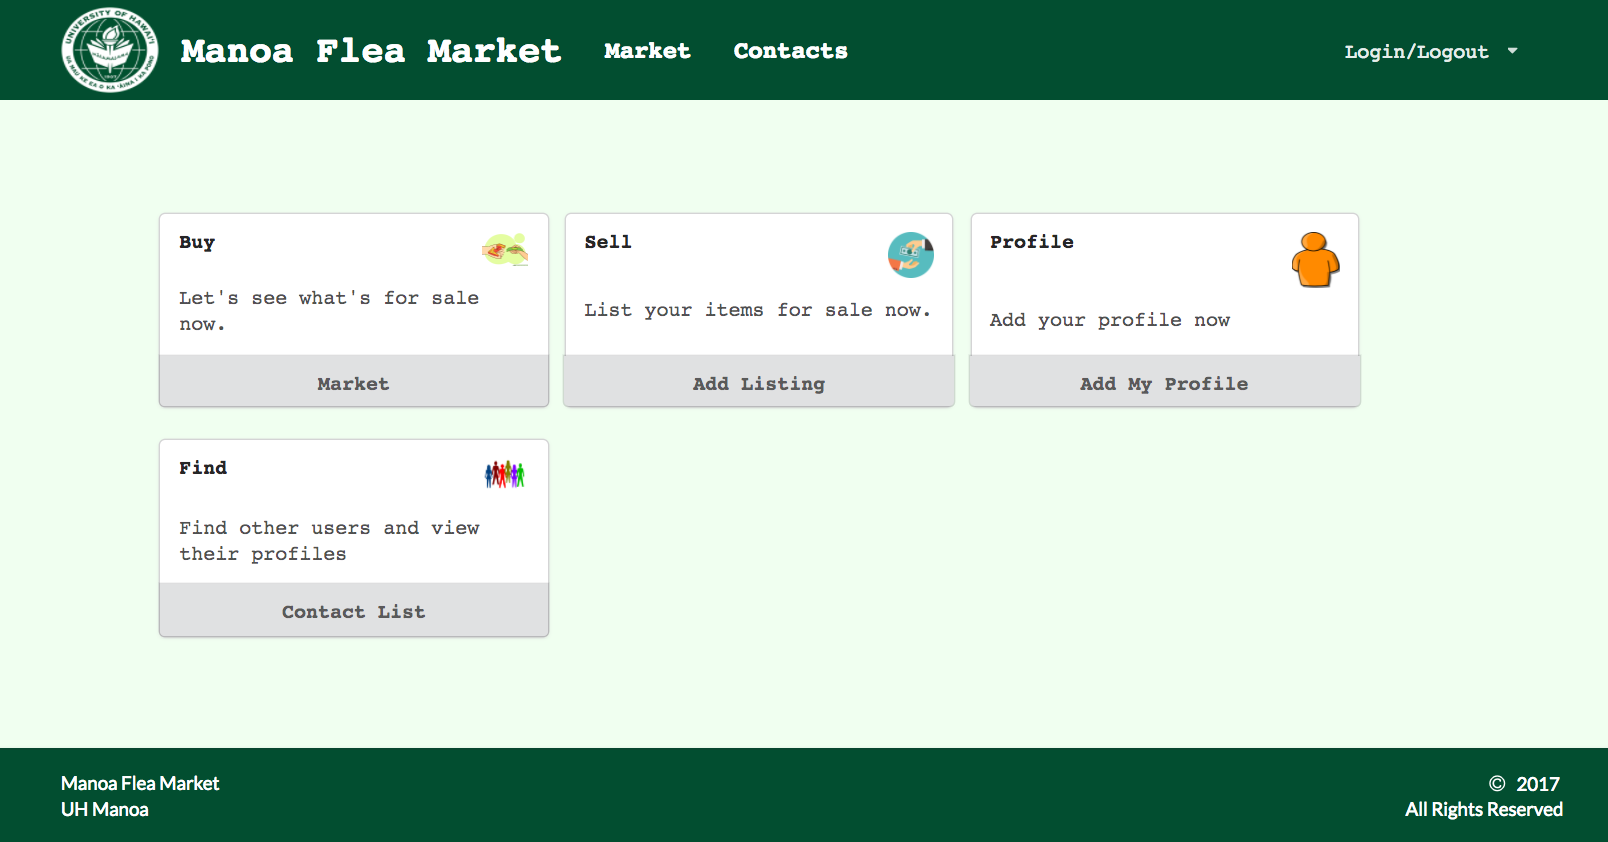 UNIVERSITY OF HAWAI'I
Manoa Flea Market
Market
Contacts
Login/Logout
Buy
Let's see what's for sale
now.
Market
Sell
List your items for sale now.
Add Listing
Profile
Add your profile now
Add My Profile
Find
Find other users and view
their profiles
Contact List
Manoa Flea Market
UH Manoa
© 2017
All Rights Reserved